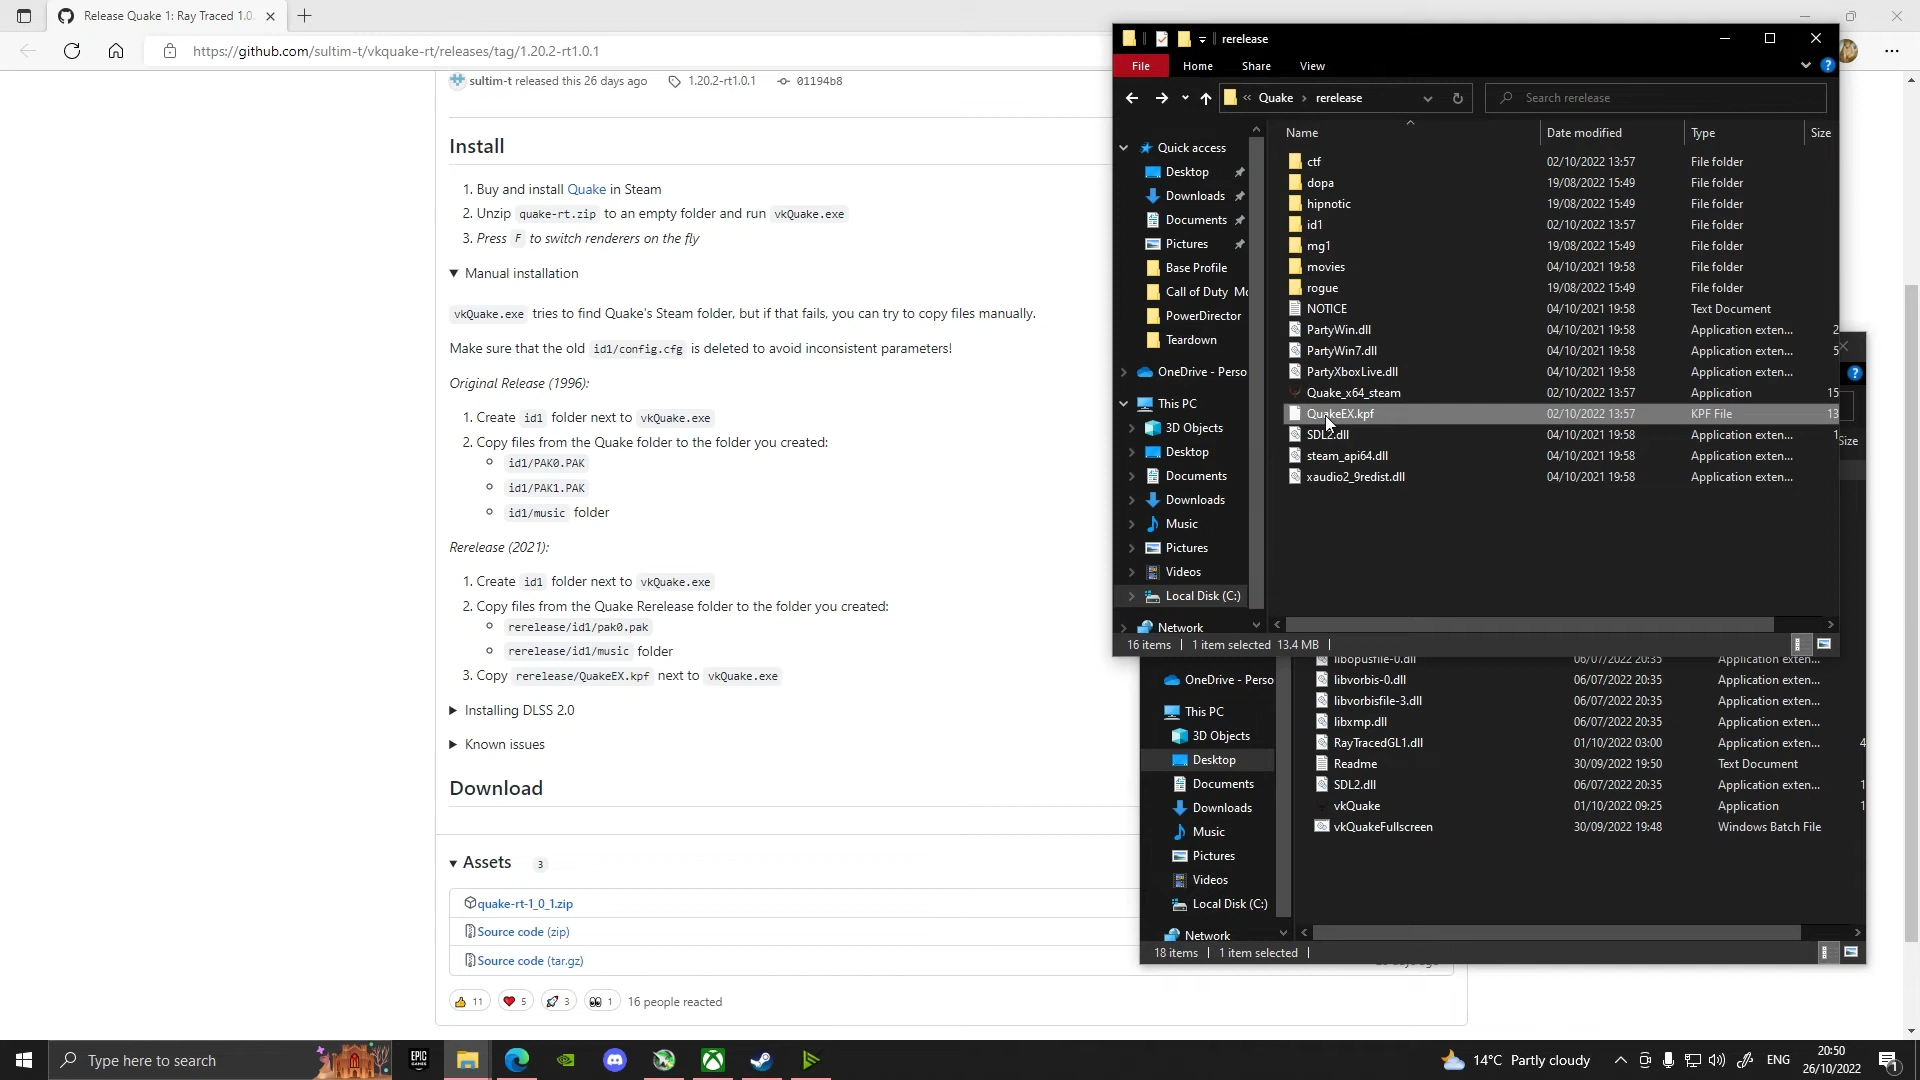 Release Quake 1: Ray Traced 1.0.
https://github.com/sultim-t/vkquake-rt/releases/tag/1.20.2-rt1.0.1
sultim-t released this 26 days ago
1.20.2-rt1.0.1
01194b8
Install
1. Buy and install Quake in Steam
2. Unzip quake-rt.zip to an empty folder and run vkQuake.exe
3. Press F to switch renderers on the fly
Manual installation
vkQuake.exe tries to find Quake's Steam folder, but if that fails, you can try to copy files manually.
Make sure that the old id1/config.cfg is deleted to avoid inconsistent parameters!
Original Release (1996):
1. Create id1 folder next to vkQuake.exe
2. Copy files from the Quake folder to the folder you created:
id1/PAK0.PAK
id1/PAK1.PAK
id1/music folder
Rerelease (2021):
1. Create id1 folder next to vkQuake.exe
2. Copy files from the Quake Rerelease folder to the folder you created:
rerelease/id1/pak0.pak
rerelease/id1/music folder
3. Copy rerelease/QuakeEX.kpf next to vkQuake.exe
Installing DLSS 2.0
Known issues
Download
Assets 3
quake-rt-1_0_1.zip
Source code (zip)
Source code (tar.gz)
11 5 3 1 16 people reacted
rerelease
File Home Share View
« Quake › rerelease
Search rerelease
Name Date modified Type Size
Quick access
Desktop
Downloads
Documents
Pictures
Base Profile
Call of Duty Mo
PowerDirector
Teardown
OneDrive - Perso
This PC
3D Objects
Desktop
Documents
Downloads
Music
Pictures
Videos
Local Disk (C:)
Network
ctf 02/10/2022 13:57 File folder
dopa 19/08/2022 15:49 File folder
hipnotic 19/08/2022 15:49 File folder
id1 02/10/2022 13:57 File folder
mg1 19/08/2022 15:49 File folder
movies 04/10/2021 19:58 File folder
rogue 19/08/2022 15:49 File folder
NOTICE 04/10/2021 19:58 Text Document
PartyWin.dll 04/10/2021 19:58 Application exten... 2
PartyWin7.dll 04/10/2021 19:58 Application exten... 5
PartyXboxLive.dll 04/10/2021 19:58 Application exten...
Quake_x64_steam 02/10/2022 13:57 Application 15
QuakeEX.kpf 02/10/2022 13:57 KPF File 13
SDL2.dll 04/10/2021 19:58 Application exten... 1
steam_api64.dll 04/10/2021 19:58 Application exten...
xaudio2_9redist.dll 04/10/2021 19:58 Application exten...
16 items 1 item selected 13.4 MB
Size
OneDrive - Perso
This PC
3D Objects
Desktop
Documents
Downloads
Music
Pictures
Videos
Local Disk (C:)
Network
libopusfile-0.dll 06/07/2022 20:35 Application exten...
libvorbis-0.dll 06/07/2022 20:35 Application exten...
libvorbisfile-3.dll 06/07/2022 20:35 Application exten...
libxmp.dll 06/07/2022 20:35 Application exten...
RayTracedGL1.dll 01/10/2022 03:00 Application exten... 4
Readme 30/09/2022 19:50 Text Document
SDL2.dll 06/07/2022 20:35 Application exten... 1
vkQuake 01/10/2022 09:25 Application 1
vkQuakeFullscreen 30/09/2022 19:48 Windows Batch File
18 items 1 item selected
Type here to search
EPIC GAMES
14°C Partly cloudy
ENG
20:50
26/10/2022
1